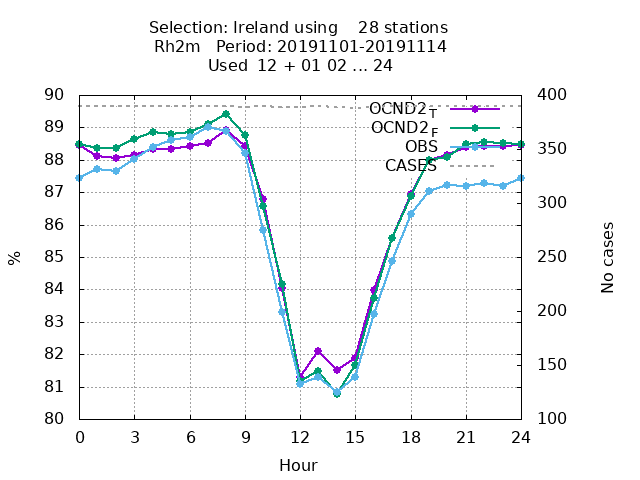 Selection: Ireland using    28 stations
Rh2m   Period: 20191101-20191114
Used  12 + 01 02 ... 24
90
89
88
87
86
85
84
83
82
81
80
%
400
350
300
250
200
150
100
No cases
OCND2_T
OCND2_F
OBS
CASES
0 3 6 9 12 15 18 21 24
Hour